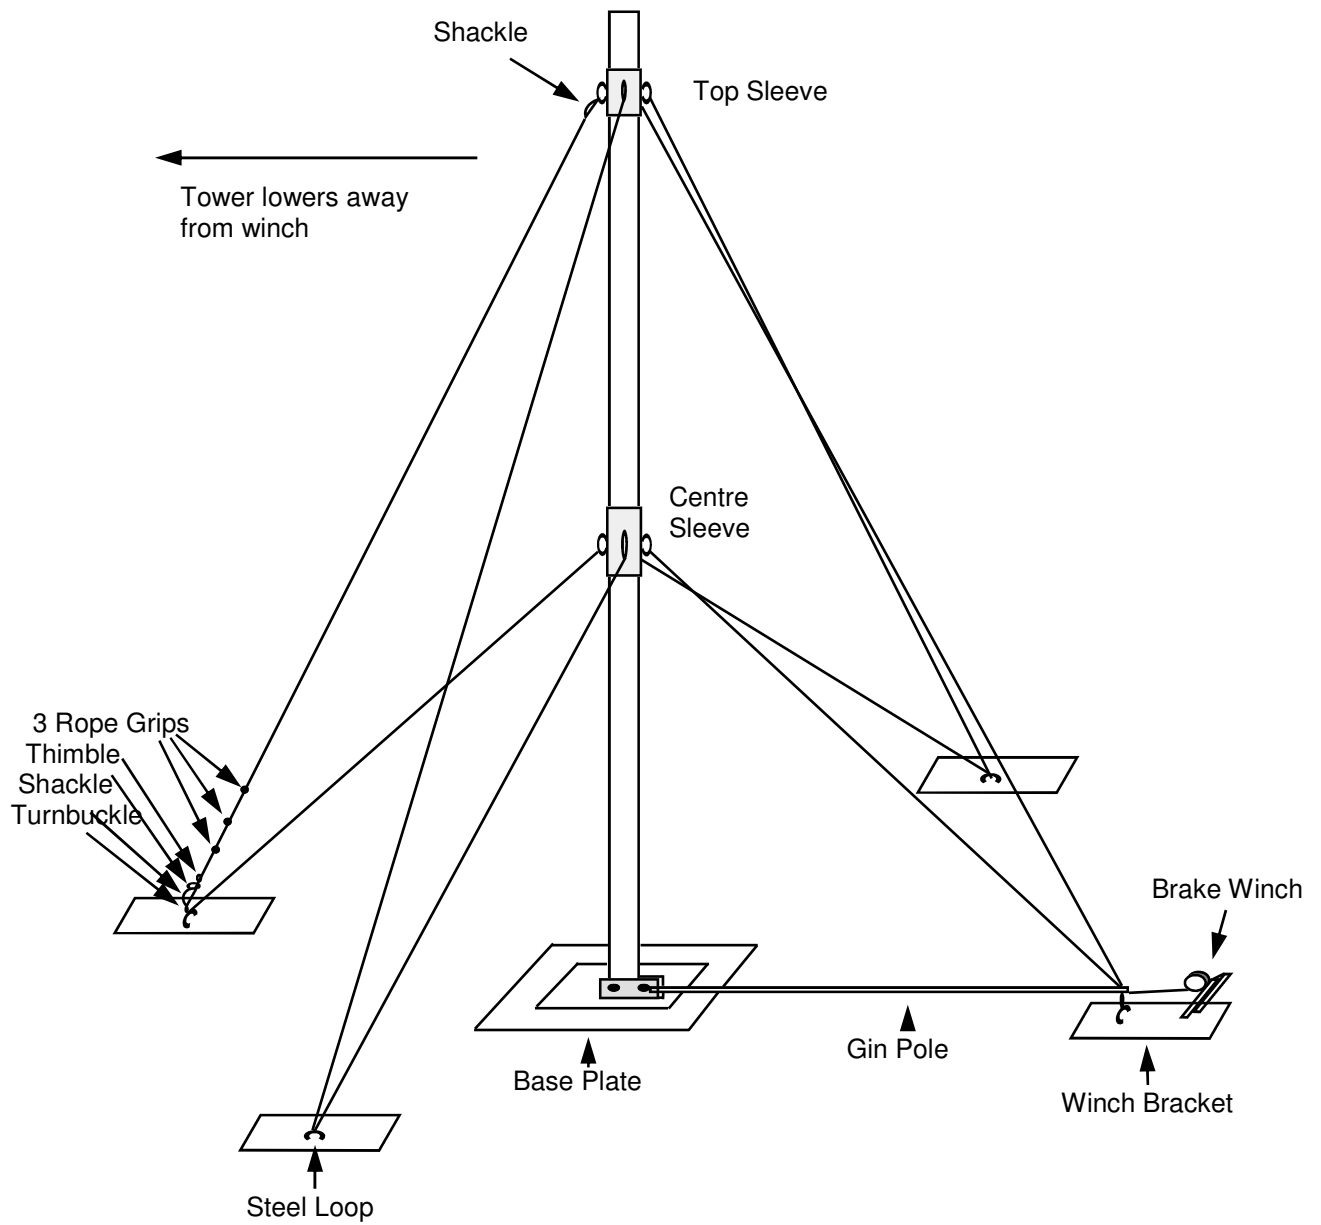 Shackle
Top Sleeve
Tower lowers away
from winch
Centre
Sleeve
3 Rope Grips
Thimble
Shackle
Turnbuckle
Brake Winch
Gin Pole
Base Plate
Winch Bracket
Steel Loop